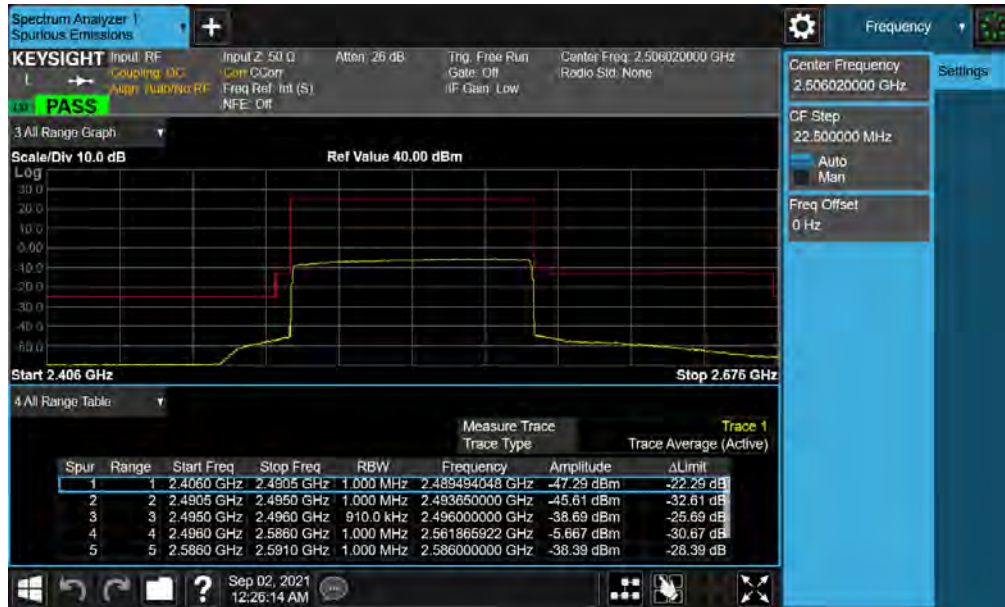 Spectrum Analyzer 1
Spurious Emissions
+
Frequency
KEYSIGHT
L
Input: RF
Coupling: DC
Align: Auto/No RF
Input Z: 50 Ω
Corr CCorr
Freq Ref: Int (S)
NFE: Off
Atten: 26 dB
Trig: Free Run
Gate: Off
IF Gain: Low
Center Freq: 2.506020000 GHz
Radio Std: None
PASS
Center Frequency
2.506020000 GHz
Settings
CF Step
22.500000 MHz
Auto
Man
Freq Offset
0 Hz
3 All Range Graph
Scale/Div 10.0 dB
Ref Value 40.00 dBm
Log
30.0
20.0
10.0
0.00
-10.0
-20.0
-30.0
-40.0
-50.0
Start 2.406 GHz
Stop 2.676 GHz
4 All Range Table
Measure Trace Trace 1
Trace Type Trace Average (Active)
Spur Range Start Freq Stop Freq RBW Frequency Amplitude ΔLimit
1 1 2.4060 GHz 2.4905 GHz 1.000 MHz 2.489494048 GHz -47.29 dBm -22.29 dB
2 2 2.4905 GHz 2.4950 GHz 1.000 MHz 2.493650000 GHz -45.61 dBm -32.61 dB
3 3 2.4950 GHz 2.4960 GHz 910.0 kHz 2.496000000 GHz -38.69 dBm -25.69 dB
4 4 2.4960 GHz 2.5860 GHz 1.000 MHz 2.561865922 GHz -5.667 dBm -30.67 dB
5 5 2.5860 GHz 2.5910 GHz 1.000 MHz 2.586000000 GHz -38.39 dBm -28.39 dB
?
Sep 02, 2021
12:26:14 AM